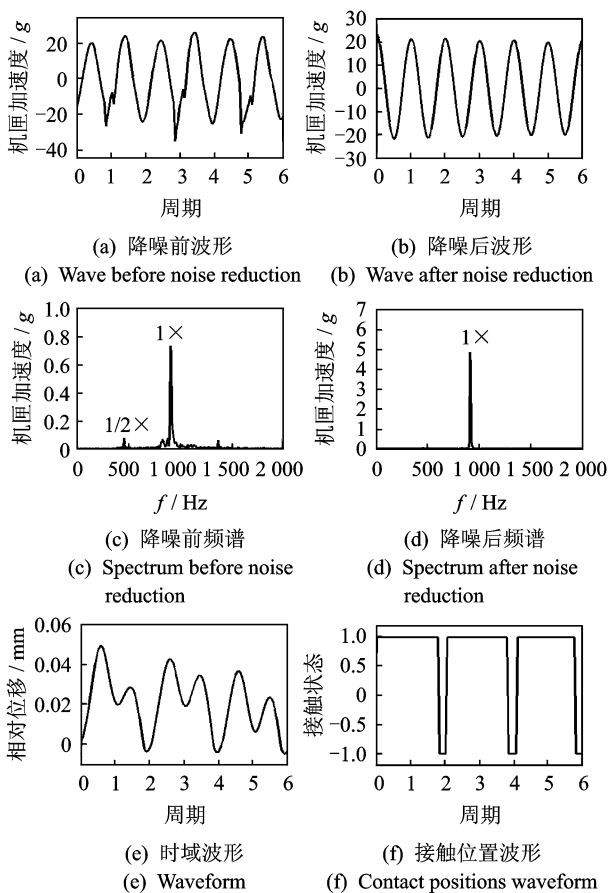 机匣加速度 / g
20
0
−20
−40
0 1 2 3 4 5 6
周期
(a) 降噪前波形
(a) Wave before noise reduction
机匣加速度 / g
30
20
10
0
−10
−20
−30
0 1 2 3 4 5 6
周期
(b) 降噪后波形
(b) Wave after noise reduction
机匣加速度 / g
1.0
0.8
0.6
0.4
0.2
0
1×
1/2×
0 500 1 000 1 500 2 000
f / Hz
(c) 降噪前频谱
(c) Spectrum before noise
reduction
机匣加速度 / g
7
6
5
4
3
2
1
0
1×
0 500 1 000 1 500 2 000
f / Hz
(d) 降噪后频谱
(d) Spectrum after noise
reduction
相对位移 / mm
0.06
0.04
0.02
0
0 1 2 3 4 5 6
周期
(e) 时域波形
(e) Waveform
接触状态
1.0
0.5
0
−0.5
−1.0
0 1 2 3 4 5 6
周期
(f) 接触位置波形
(f) Contact positions waveform